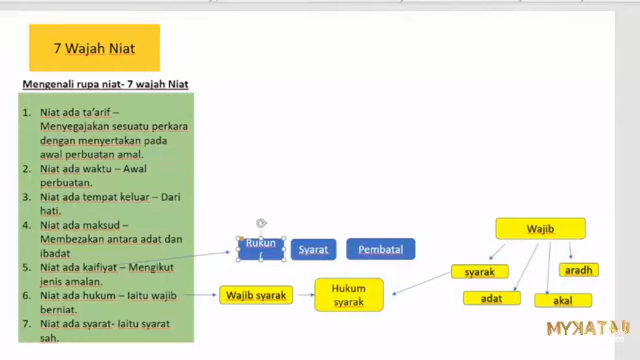 7 Wajah Niat
Mengenali rupa niat- 7 wajah Niat
1. Niat ada ta'arif –
Menyegajakan sesuatu perkara
dengan menyertakan pada
awal perbuatan amal.
2. Niat ada waktu – Awal
perbuatan.
3. Niat ada tempat keluar – Dari
hati.
4. Niat ada maksud –
Membezakan antara adat dan
ibadat
5. Niat ada kaifiyat – Mengikut
jenis amalan.
6. Niat ada hukum – Iaitu wajib
berniat.
7. Niat ada syarat- Iaitu syarat
sah.
Rukun
Syarat
Pembatal
Wajib syarak
Hukum
syarak
Wajib
syarak
aradh
adat
akal